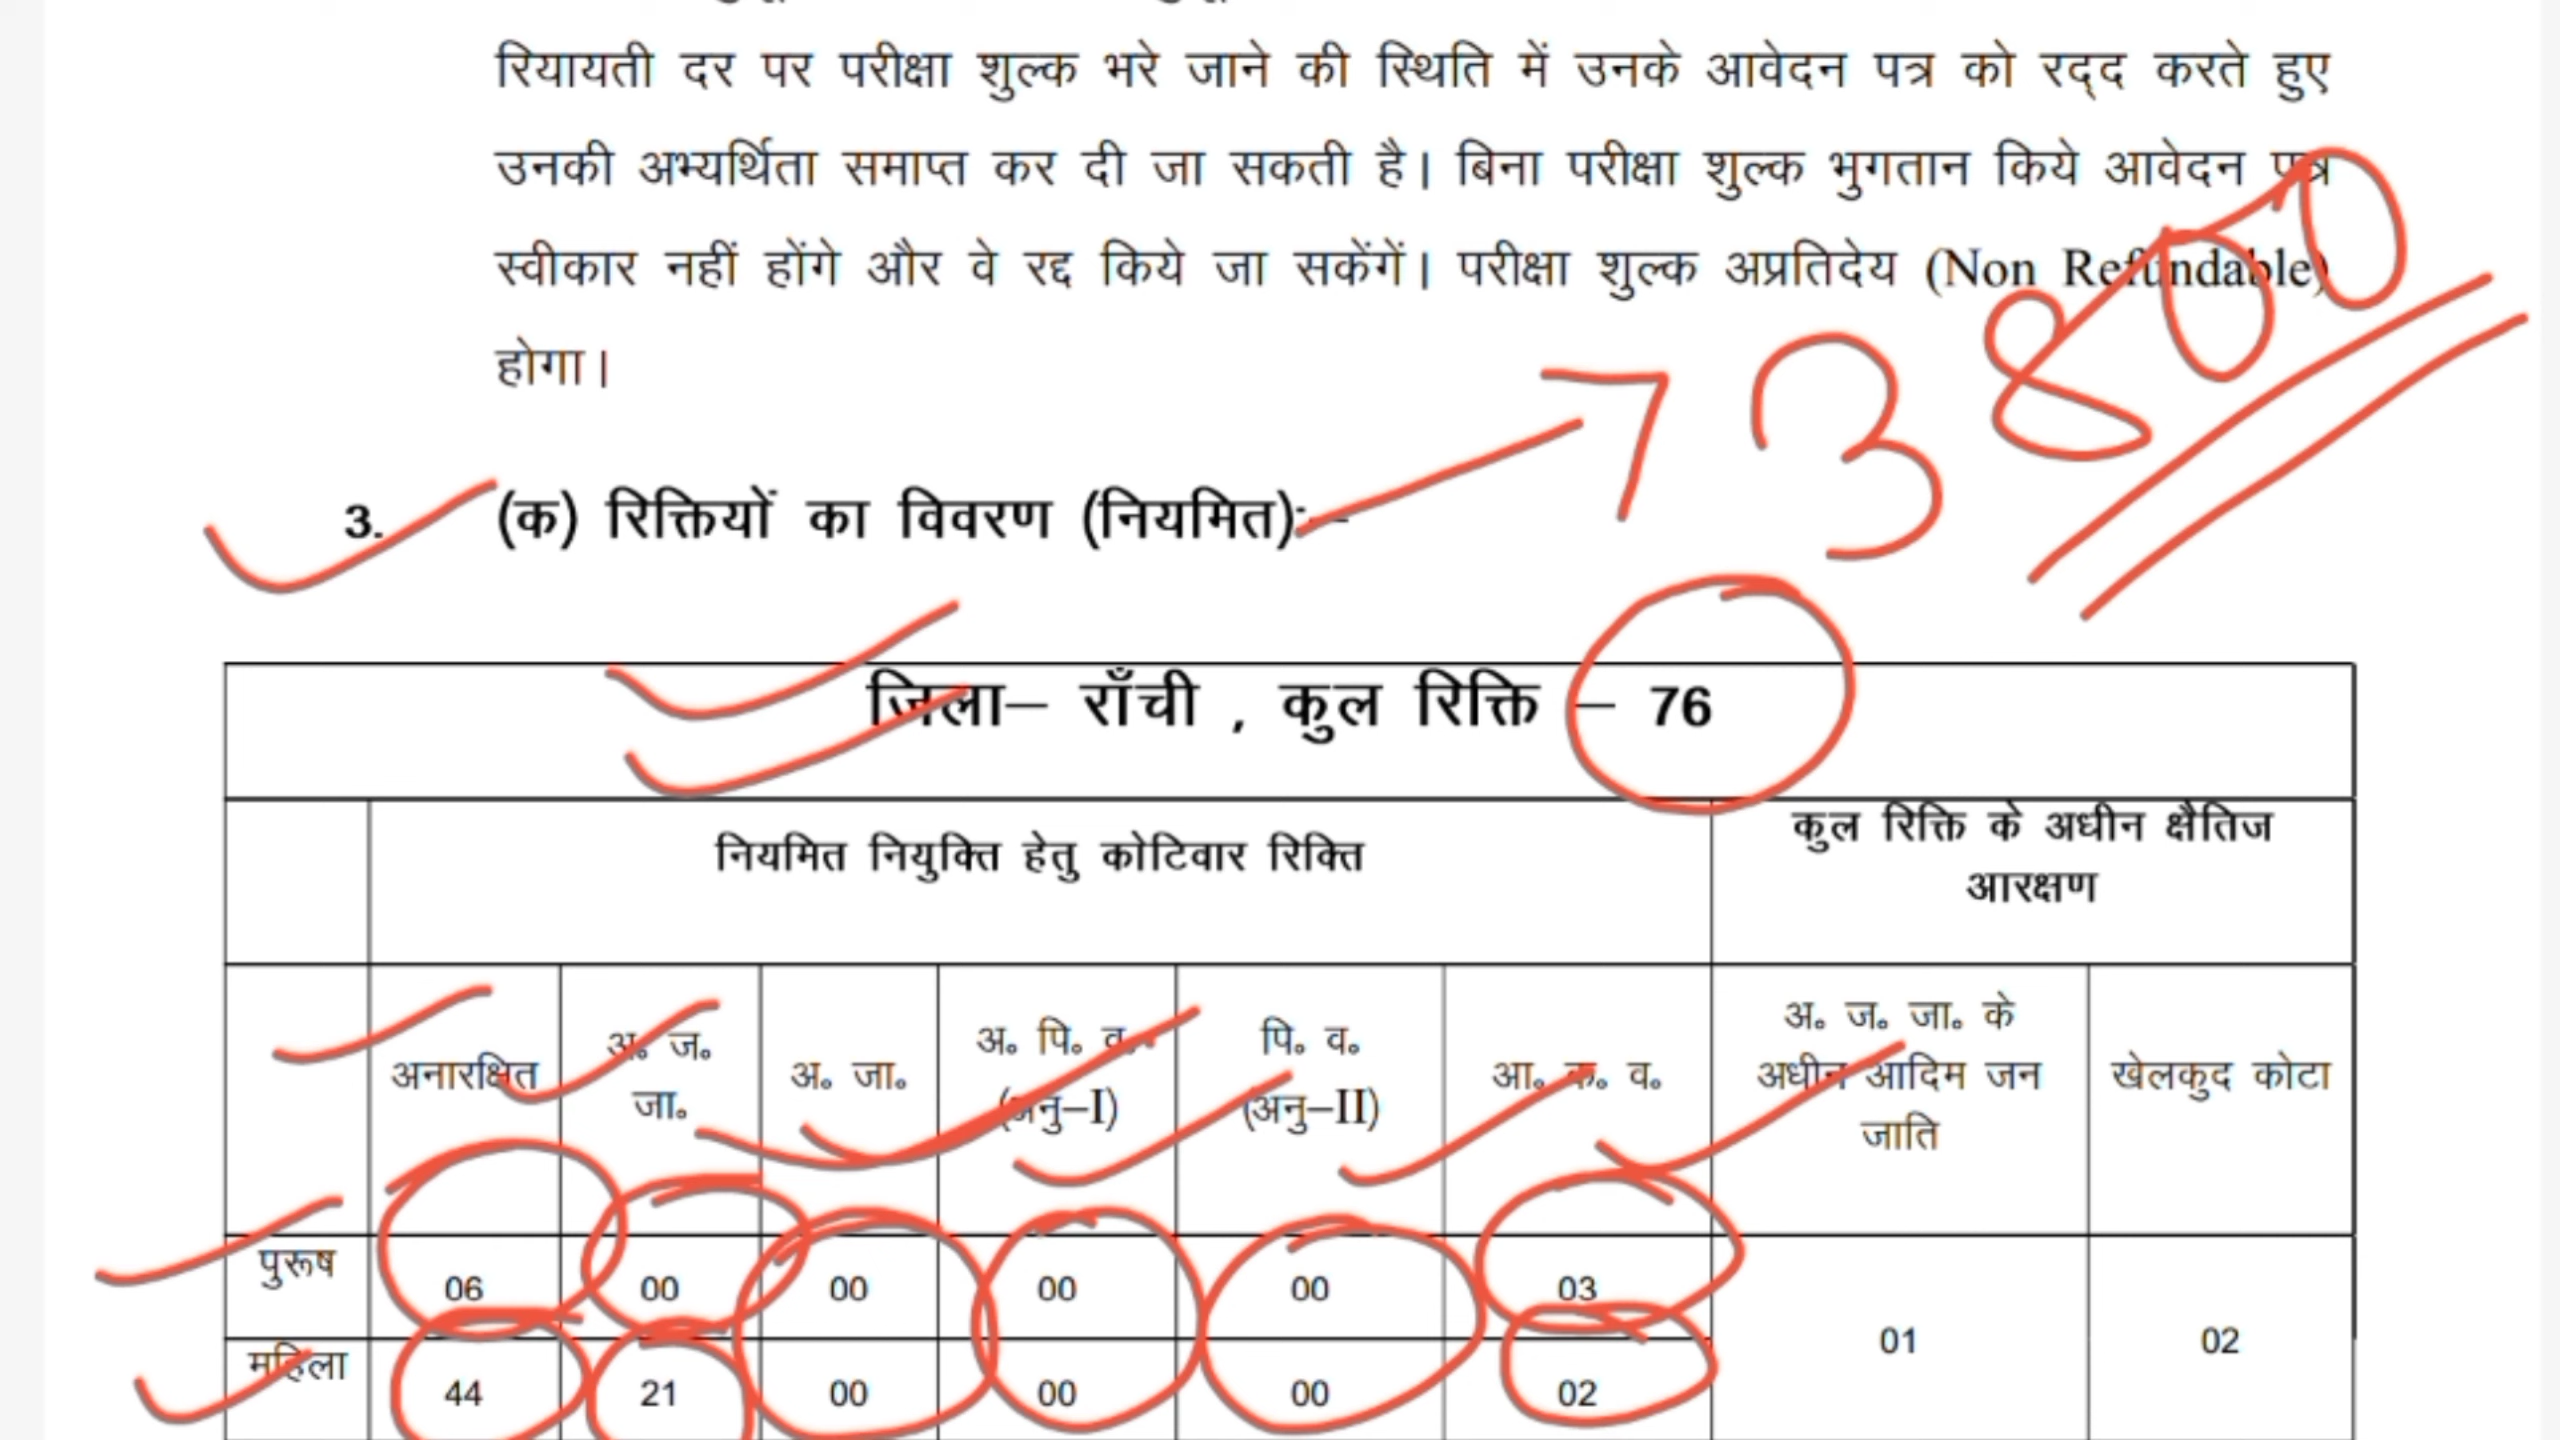 रियायती दर पर परीक्षा शुल्क भरे जाने की स्थिति में उनके आवेदन पत्र को रद्द करते हुए
उनकी अभ्यर्थिता समाप्त कर दी जा सकती है। बिना परीक्षा शुल्क भुगतान किये आवेदन पत्र
स्वीकार नहीं होंगे और वे रद्द किये जा सकेंगें। परीक्षा शुल्क अप्रतिदेय (Non Refundable)
होगा।
3800
3. (क) रिक्तियों का विवरण (नियमित):–
जिला– राँची , कुल रिक्ति – 76
नियमित नियुक्ति हेतु कोटिवार रिक्ति
कुल रिक्ति के अधीन क्षैतिज
आरक्षण
अनारक्षित
अ. ज.
जा.
अ. जा.
अ. पि. व.
(अनु–I)
पि. व.
(अनु–II)
आ. क. व.
अ. ज. जा. के
अधीन आदिम जन
जाति
खेलकुद कोटा
पुरूष 06 00 00 00 00 03
महिला 44 21 00 00 00 02
01 02